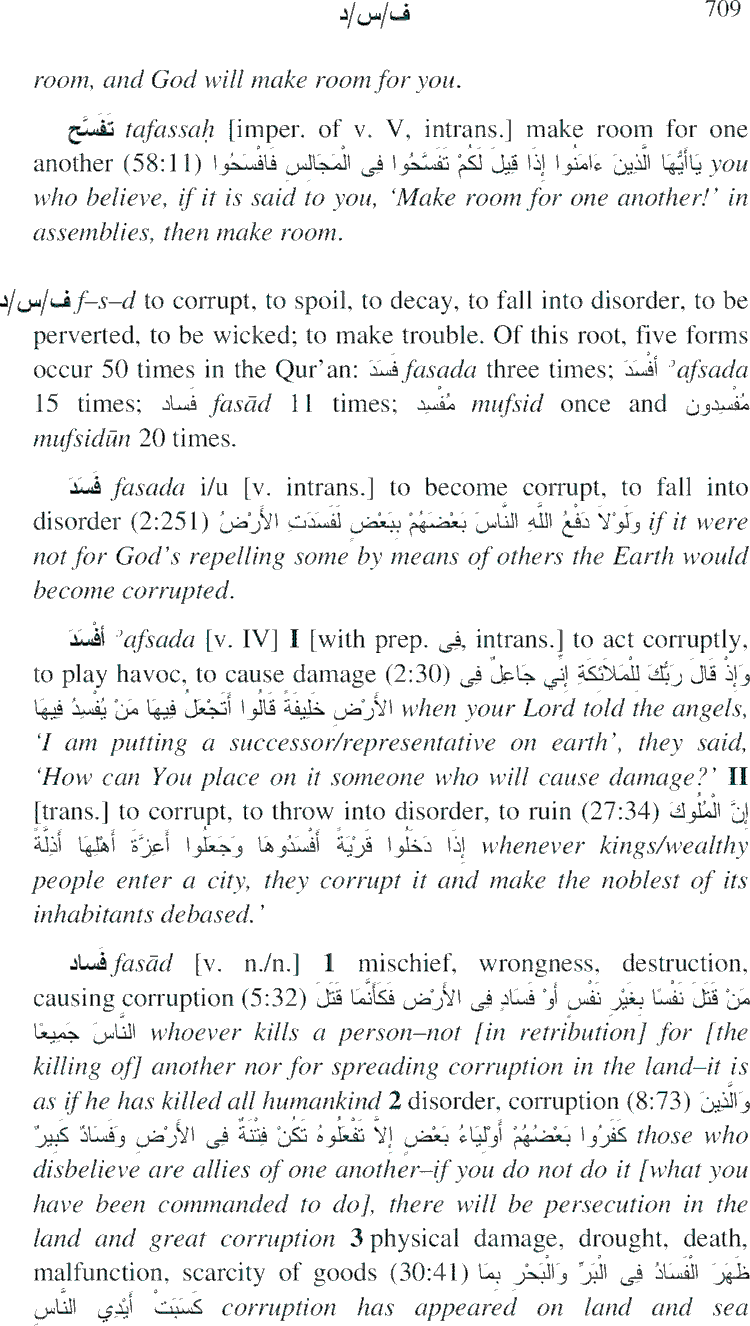 ف/س/د 709
room, and God will make room for you.
تَفَسَّح tafassaḥ [imper. of v. V, intrans.] make room for one
another (58:11) يَاأَيُّهَا الَّذِينَ ءَامَنُوا إِذَا قِيلَ لَكُمْ تَفَسَّحُوا فِى الْمَجَالِسِ فَافْسَحُوا you
who believe, if it is said to you, ‘Make room for one another!’ in
assemblies, then make room.
ف/س/د f–s–d to corrupt, to spoil, to decay, to fall into disorder, to be
perverted, to be wicked; to make trouble. Of this root, five forms
occur 50 times in the Qur’an: فَسَدَ fasada three times; أَفْسَدَ ʾafsada
15 times; فَساد fasād 11 times; مُفْسِد mufsid once and مُفْسِدون
mufsidūn 20 times.
فَسَدَ fasada i/u [v. intrans.] to become corrupt, to fall into
disorder (2:251) وَلَوْلاَ دَفْعُ اللَّهِ النَّاسَ بَعْضَهُمْ بِبَعْضٍ لَفَسَدَتِ الأَرْضُ if it were
not for God’s repelling some by means of others the Earth would
become corrupted.
أَفْسَدَ ʾafsada [v. IV] I [with prep. فِى, intrans.] to act corruptly,
to play havoc, to cause damage (2:30) وَإِذْ قَالَ رَبُّكَ لِلْمَلاَئِكَةِ إِنِّي جَاعِلٌ فِى
الأَرْضِ خَلِيفَةً قَالُوا أَتَجْعَلُ فِيهَا مَنْ يُفْسِدُ فِيهَا when your Lord told the angels,
‘I am putting a successor/representative on earth’, they said,
‘How can You place on it someone who will cause damage?’ II
[trans.] to corrupt, to throw into disorder, to ruin (27:34) إِنَّ الْمُلُوكَ
إِذَا دَخَلُوا قَرْيَةً أَفْسَدُوهَا وَجَعَلُوا أَعِزَّةَ أَهْلِهَا أَذِلَّةً whenever kings/wealthy
people enter a city, they corrupt it and make the noblest of its
inhabitants debased.’
فَساد fasād [v. n./n.] 1 mischief, wrongness, destruction,
causing corruption (5:32) مَنْ قَتَلَ نَفْسًا بِغَيْرِ نَفْسٍ أَوْ فَسَادٍ فِى الأَرْضِ فَكَأَنَّمَا قَتَلَ
النَّاسَ جَمِيعًا whoever kills a person–not [in retribution] for [the
killing of] another nor for spreading corruption in the land–it is
as if he has killed all humankind 2 disorder, corruption (8:73) وَالَّذِينَ
كَفَرُوا بَعْضُهُمْ أَوْلِيَاءُ بَعْضٍ إِلاَّ تَفْعَلُوهُ تَكُنْ فِتْنَةٌ فِى الأَرْضِ وَفَسَادٌ كَبِيرٌ those who
disbelieve are allies of one another–if you do not do it [what you
have been commanded to do], there will be persecution in the
land and great corruption 3 physical damage, drought, death,
malfunction, scarcity of goods (30:41) ظَهَرَ الْفَسَادُ فِى الْبَرِّ وَالْبَحْرِ بِمَا
كَسَبَتْ أَيْدِي النَّاسِ corruption has appeared on land and sea